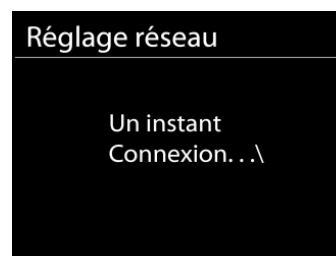 Réglage réseau
Un instant
Connexion. . .\